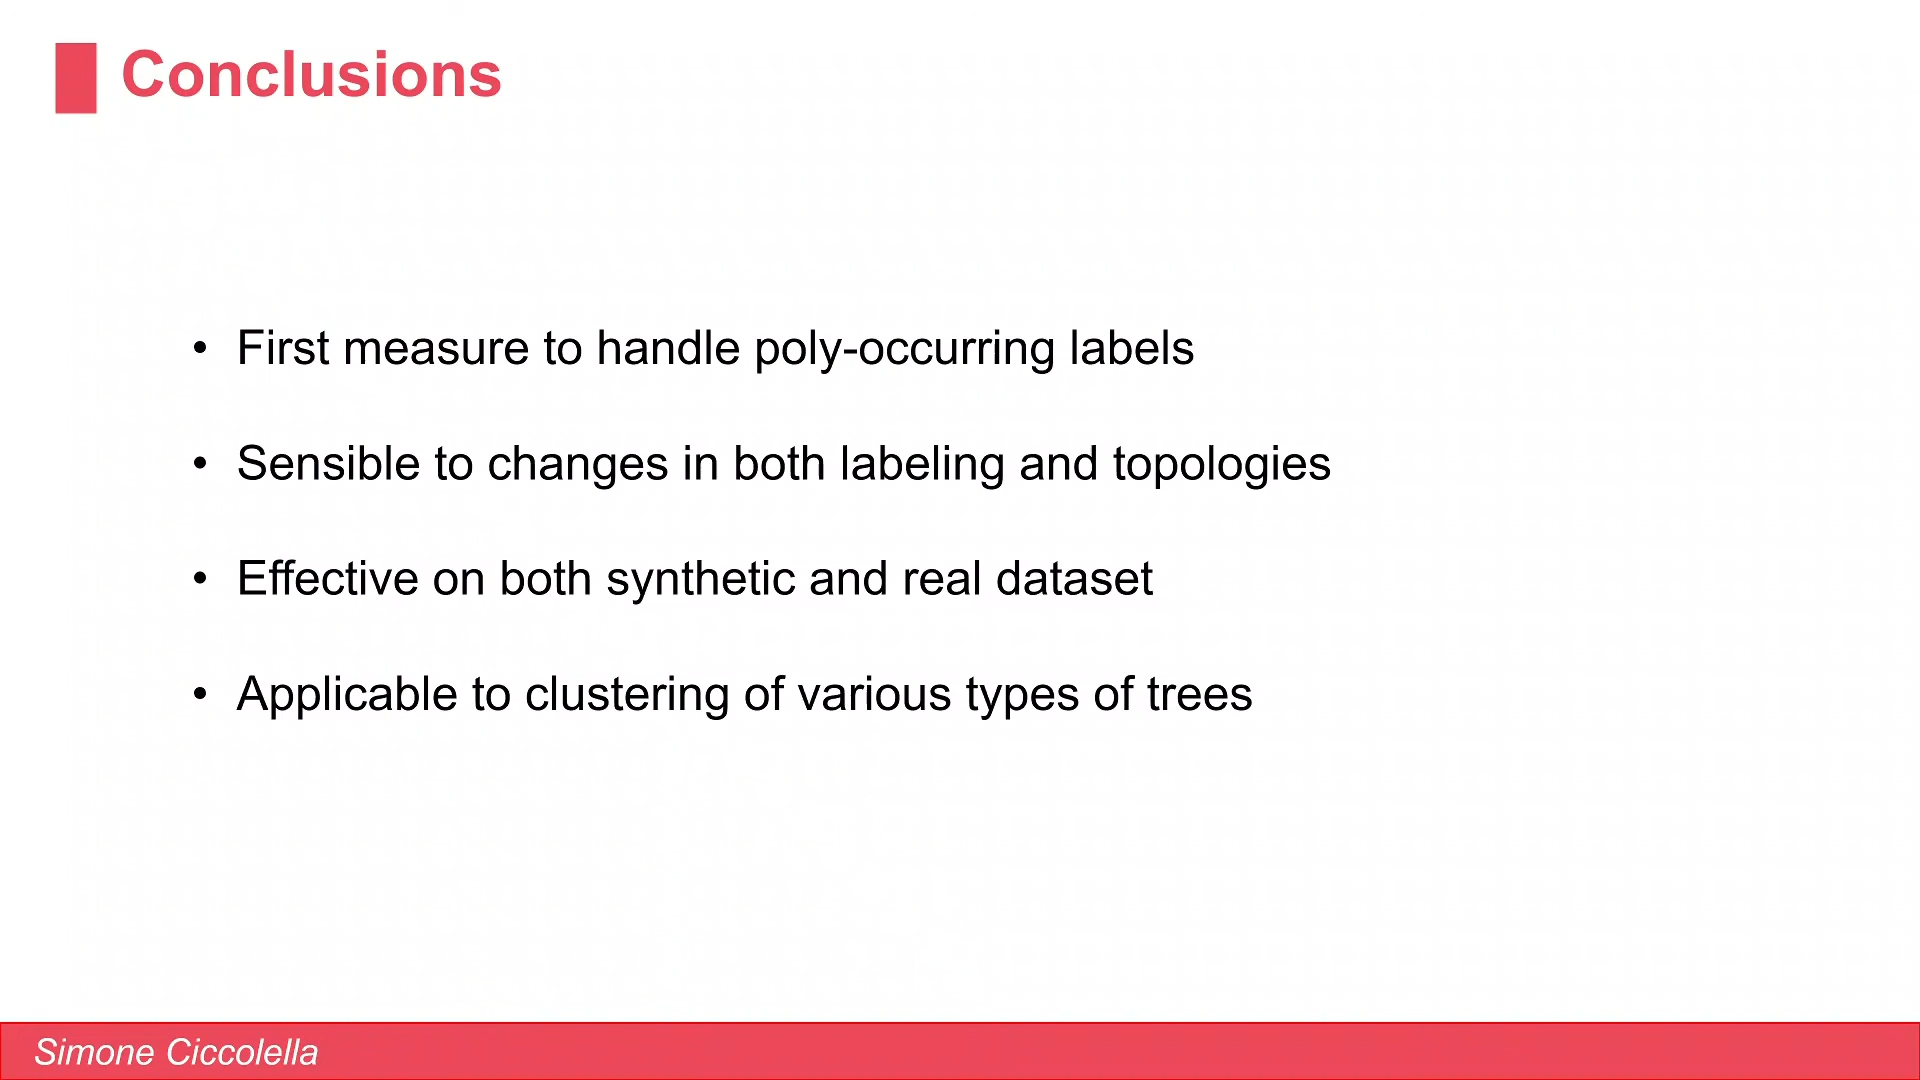 Conclusions
• First measure to handle poly-occurring labels
• Sensible to changes in both labeling and topologies
• Effective on both synthetic and real dataset
• Applicable to clustering of various types of trees
Simone Ciccolella